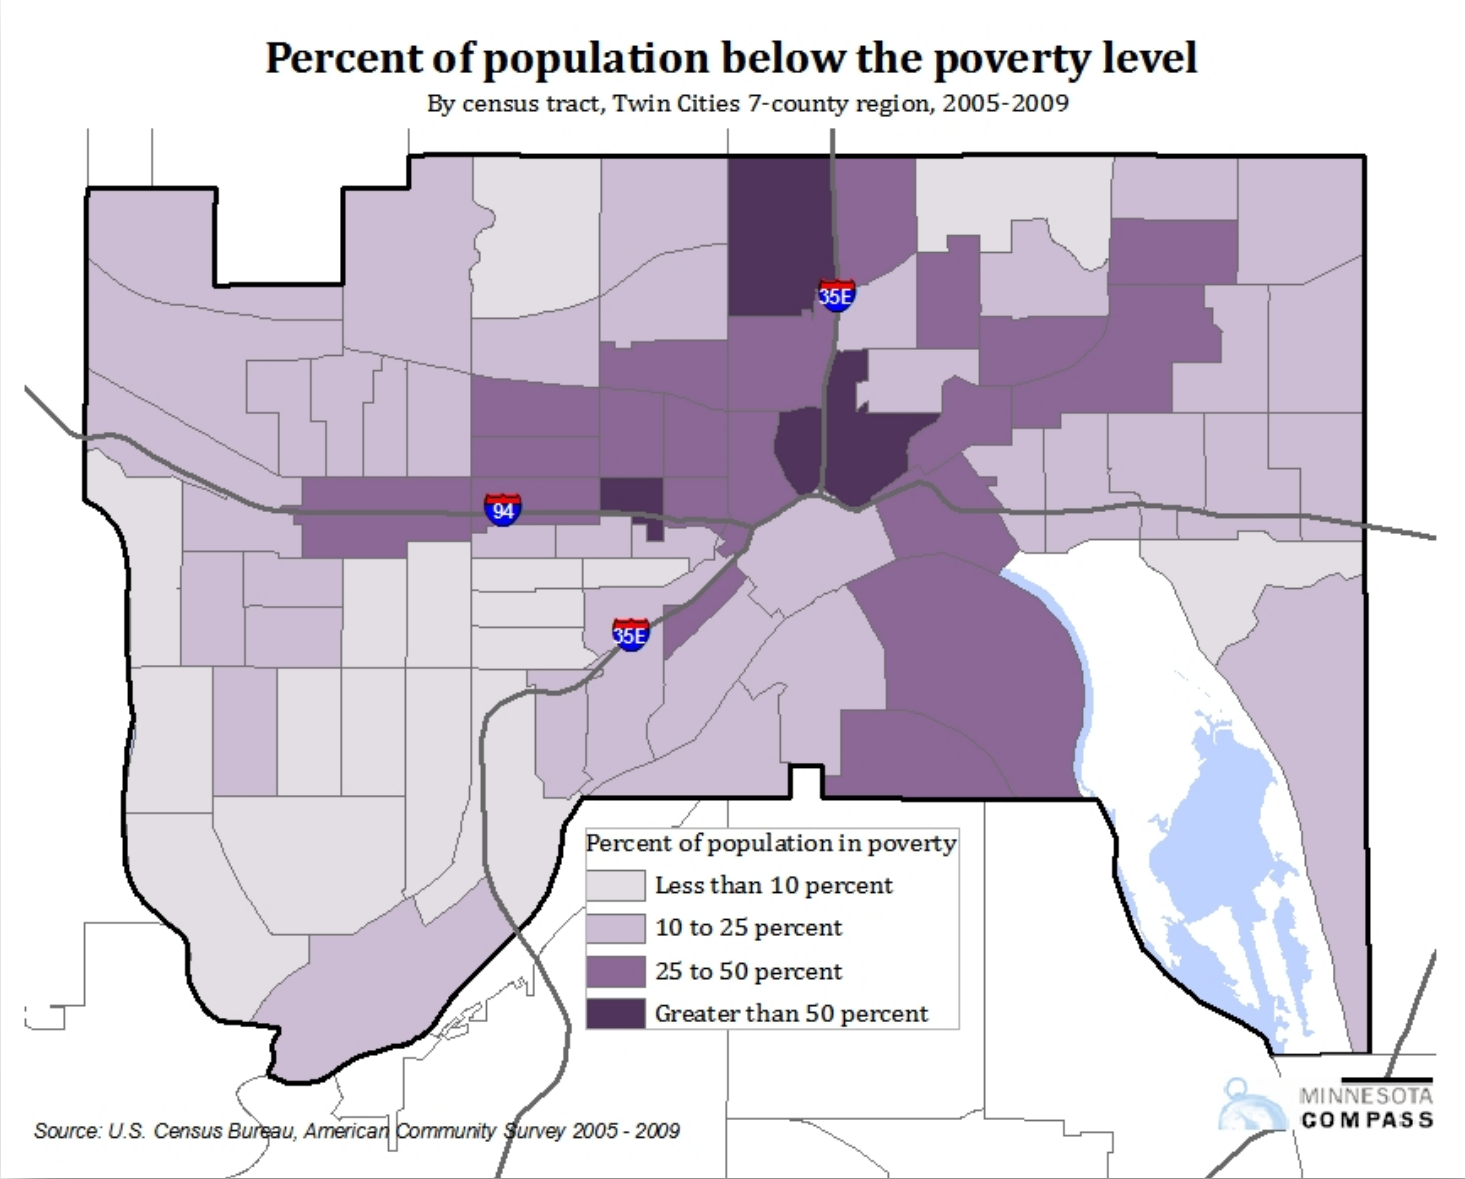 Percent of population below the poverty level
By census tract, Twin Cities 7-county region, 2005-2009
35E
94
35E
Percent of population in poverty
Less than 10 percent
10 to 25 percent
25 to 50 percent
Greater than 50 percent
MINNESOTA
COMPASS
Source: U.S. Census Bureau, American Community Survey 2005 - 2009